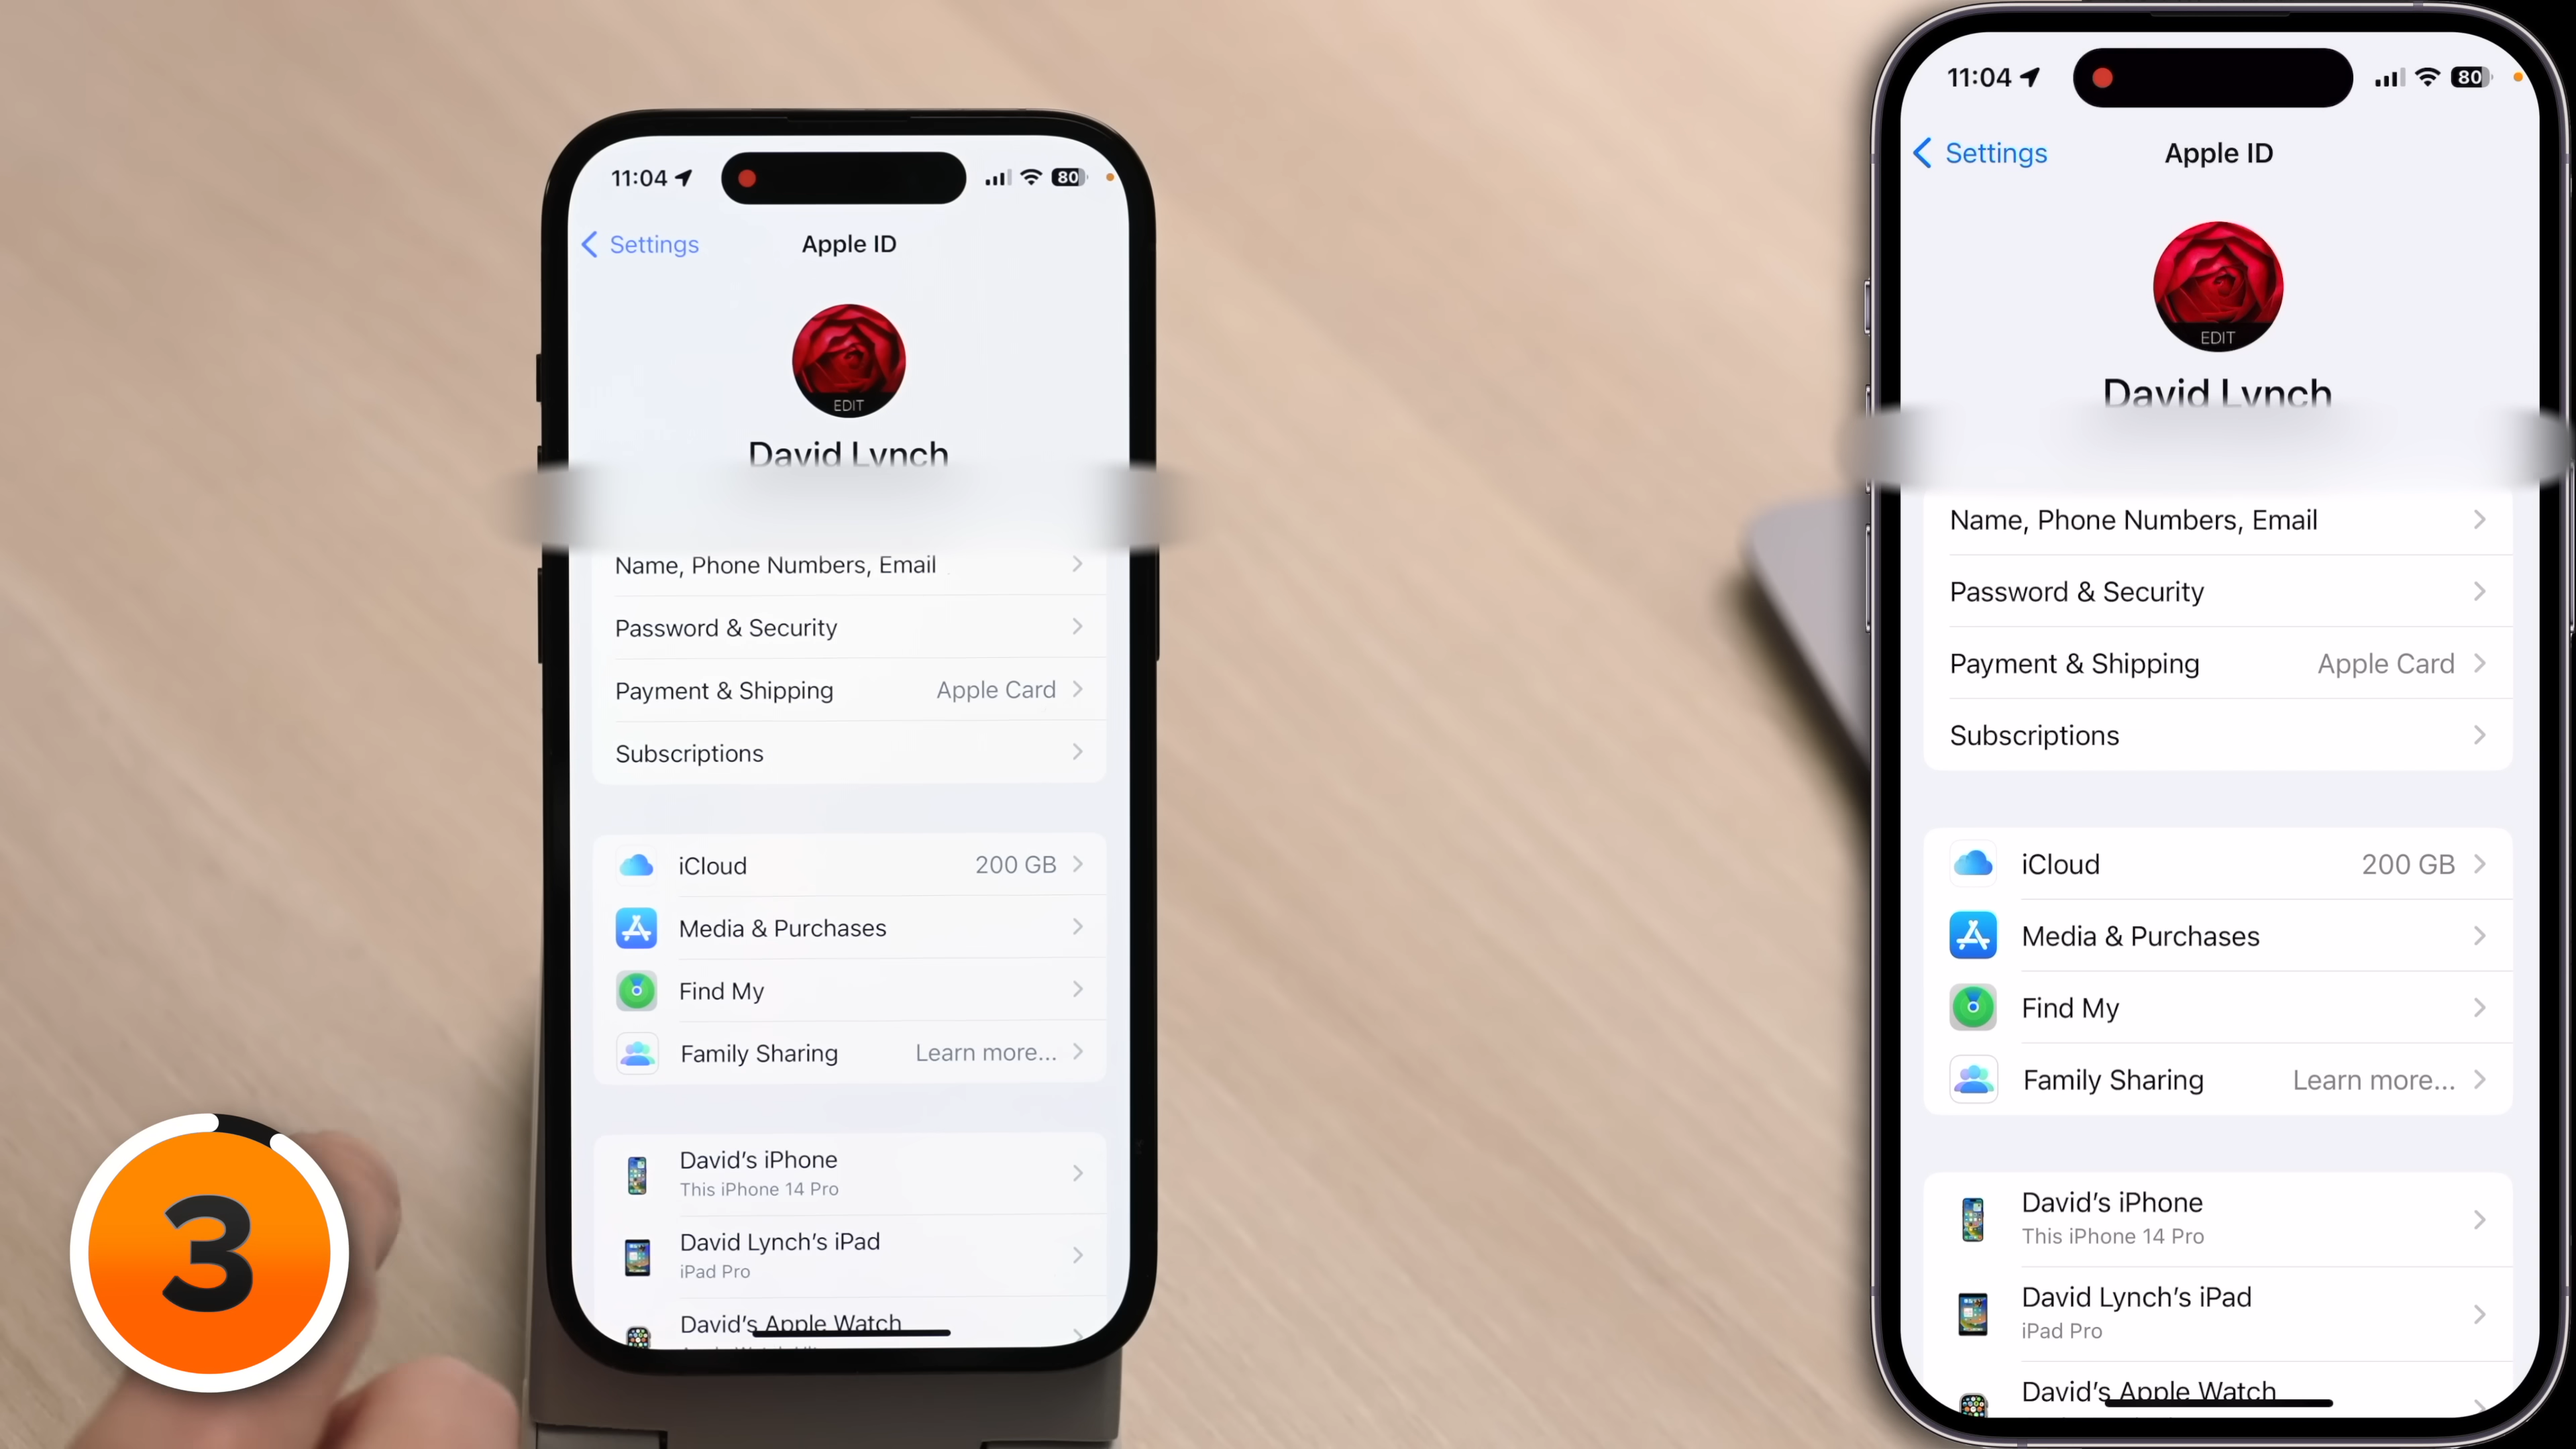 11:04
80
Settings
Apple ID
EDIT
David Lynch
Name, Phone Numbers, Email
Password & Security
Payment & Shipping Apple Card
Subscriptions
iCloud 200 GB
Media & Purchases
Find My
Family Sharing Learn more...
David's iPhone
This iPhone 14 Pro
David Lynch's iPad
iPad Pro
David's Apple Watch
3
11:04
80
Settings
Apple ID
EDIT
David Lynch
Name, Phone Numbers, Email
Password & Security
Payment & Shipping Apple Card
Subscriptions
iCloud 200 GB
Media & Purchases
Find My
Family Sharing Learn more...
David's iPhone
This iPhone 14 Pro
David Lynch's iPad
iPad Pro
David's Apple Watch